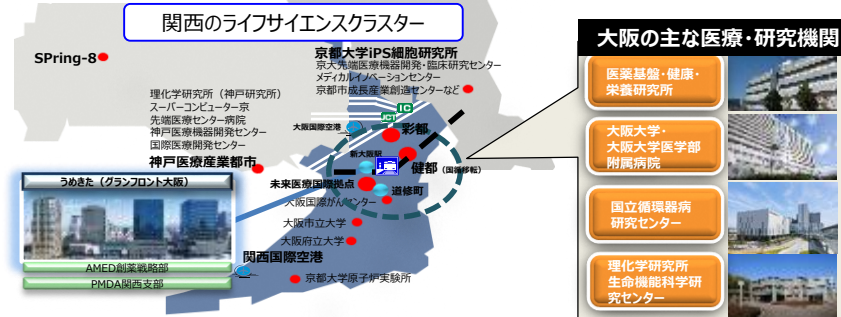 関西のライフサイエンスクラスター
SPring-8
京都大学iPS細胞研究所
京大先端医療機器開発・臨床研究センター
メディカルイノベーションセンター
京都市成長産業創造センターなど
理化学研究所（神戸研究所）
スーパーコンピューター京
先端医療センター病院
神戸医療機器開発センター
国際医療開発センター
神戸医療産業都市
IC
JCT
大阪国際空港
彩都
新大阪駅
健都（国循移転）
未来医療国際拠点
道修町
大阪国際がんセンター
大阪市立大学
大阪府立大学
関西国際空港
京都大学原子炉実験所
うめきた（グランフロント大阪）
AMED創薬戦略部
PMDA関西支部
大阪の主な医療・研究機関
医薬基盤・健康・
栄養研究所
大阪大学・
大阪大学医学部
附属病院
国立循環器病
研究センター
理化学研究所
生命機能科学研
究センター